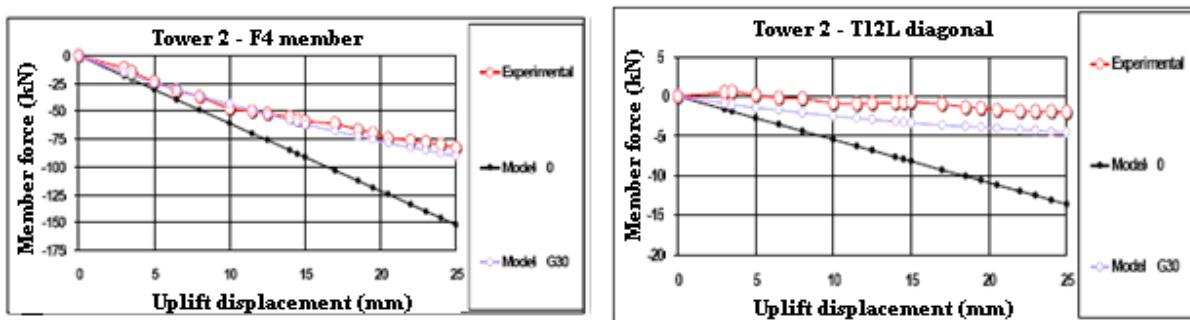 Tower 2 - F4 member
Member force (kN)
0
-25
-50
-75
-100
-125
-150
-175
0 5 10 15 20 25
Uplift displacement (mm)
Experimental
Model 0
Model G30
Tower 2 - T12L diagonal
Member force (kN)
5
0
-5
-10
-15
-20
0 5 10 15 20 25
Uplift displacement (mm)
Experimental
Model 0
Model G30